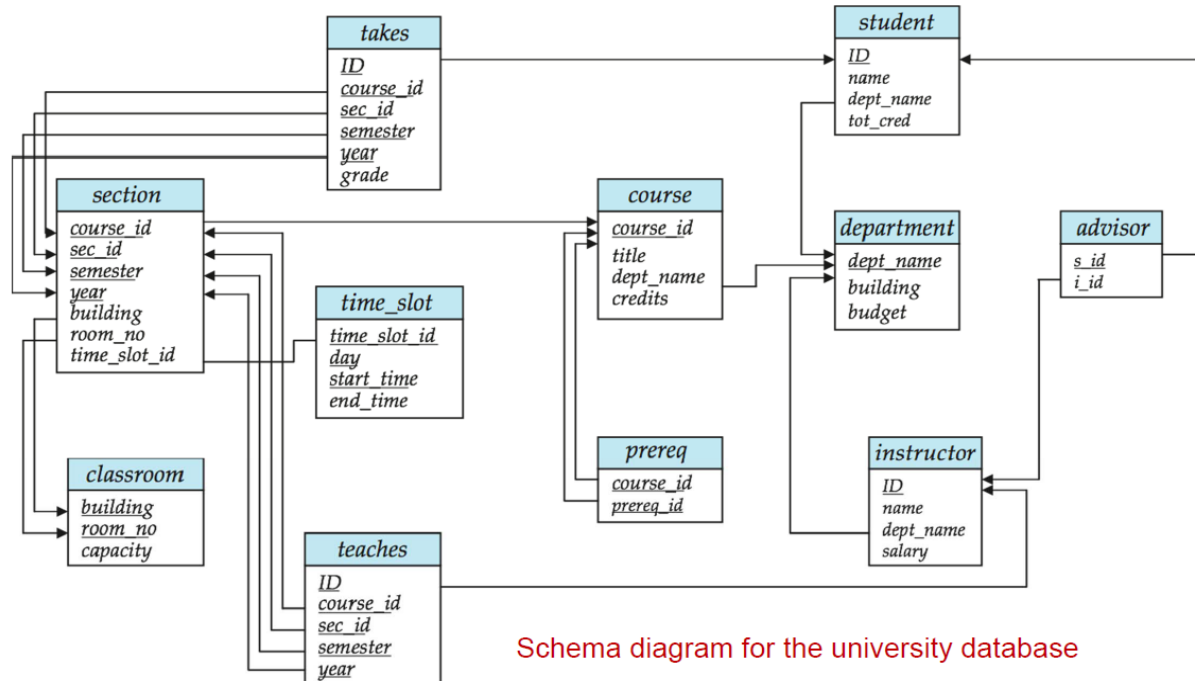 takes
ID
course_id
sec_id
semester
year
grade
student
ID
name
dept_name
tot_cred
section
course_id
sec_id
semester
year
building
room_no
time_slot_id
course
course_id
title
dept_name
credits
department
dept_name
building
budget
advisor
s_id
i_id
time_slot
time_slot_id
day
start_time
end_time
classroom
building
room_no
capacity
prereq
course_id
prereq_id
instructor
ID
name
dept_name
salary
teaches
ID
course_id
sec_id
semester
year
Schema diagram for the university database